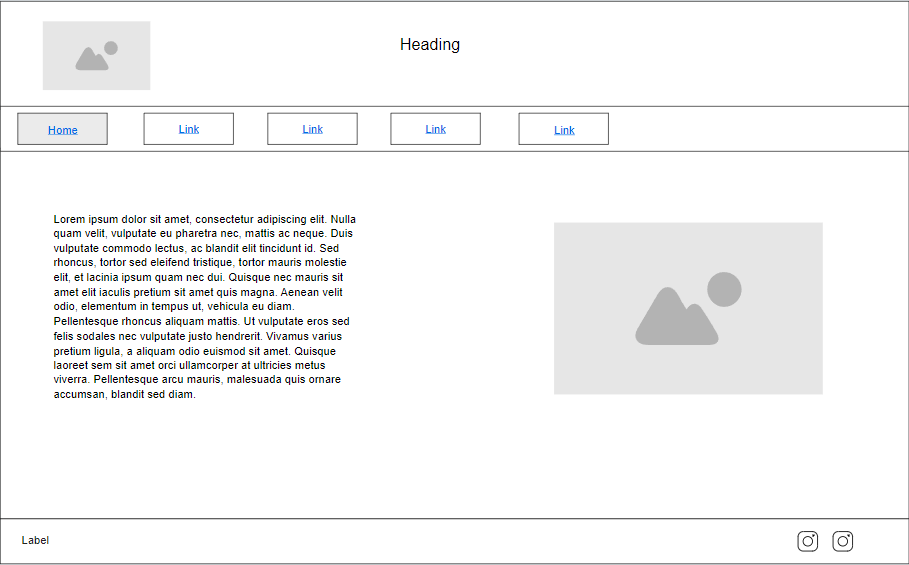 Heading
Home
Link
Link
Link
Link
Lorem ipsum dolor sit amet, consectetur adipiscing elit. Nulla
quam velit, vulputate eu pharetra nec, mattis ac neque. Duis
vulputate commodo lectus, ac blandit elit tincidunt id. Sed
rhoncus, tortor sed eleifend tristique, tortor mauris molestie
elit, et lacinia ipsum quam nec dui. Quisque nec mauris sit
amet elit iaculis pretium sit amet quis magna. Aenean velit
odio, elementum in tempus ut, vehicula eu diam.
Pellentesque rhoncus aliquam mattis. Ut vulputate eros sed
felis sodales nec vulputate justo hendrerit. Vivamus varius
pretium ligula, a aliquam odio euismod sit amet. Quisque
laoreet sem sit amet orci ullamcorper at ultricies metus
viverra. Pellentesque arcu mauris, malesuada quis ornare
accumsan, blandit sed diam.
Label